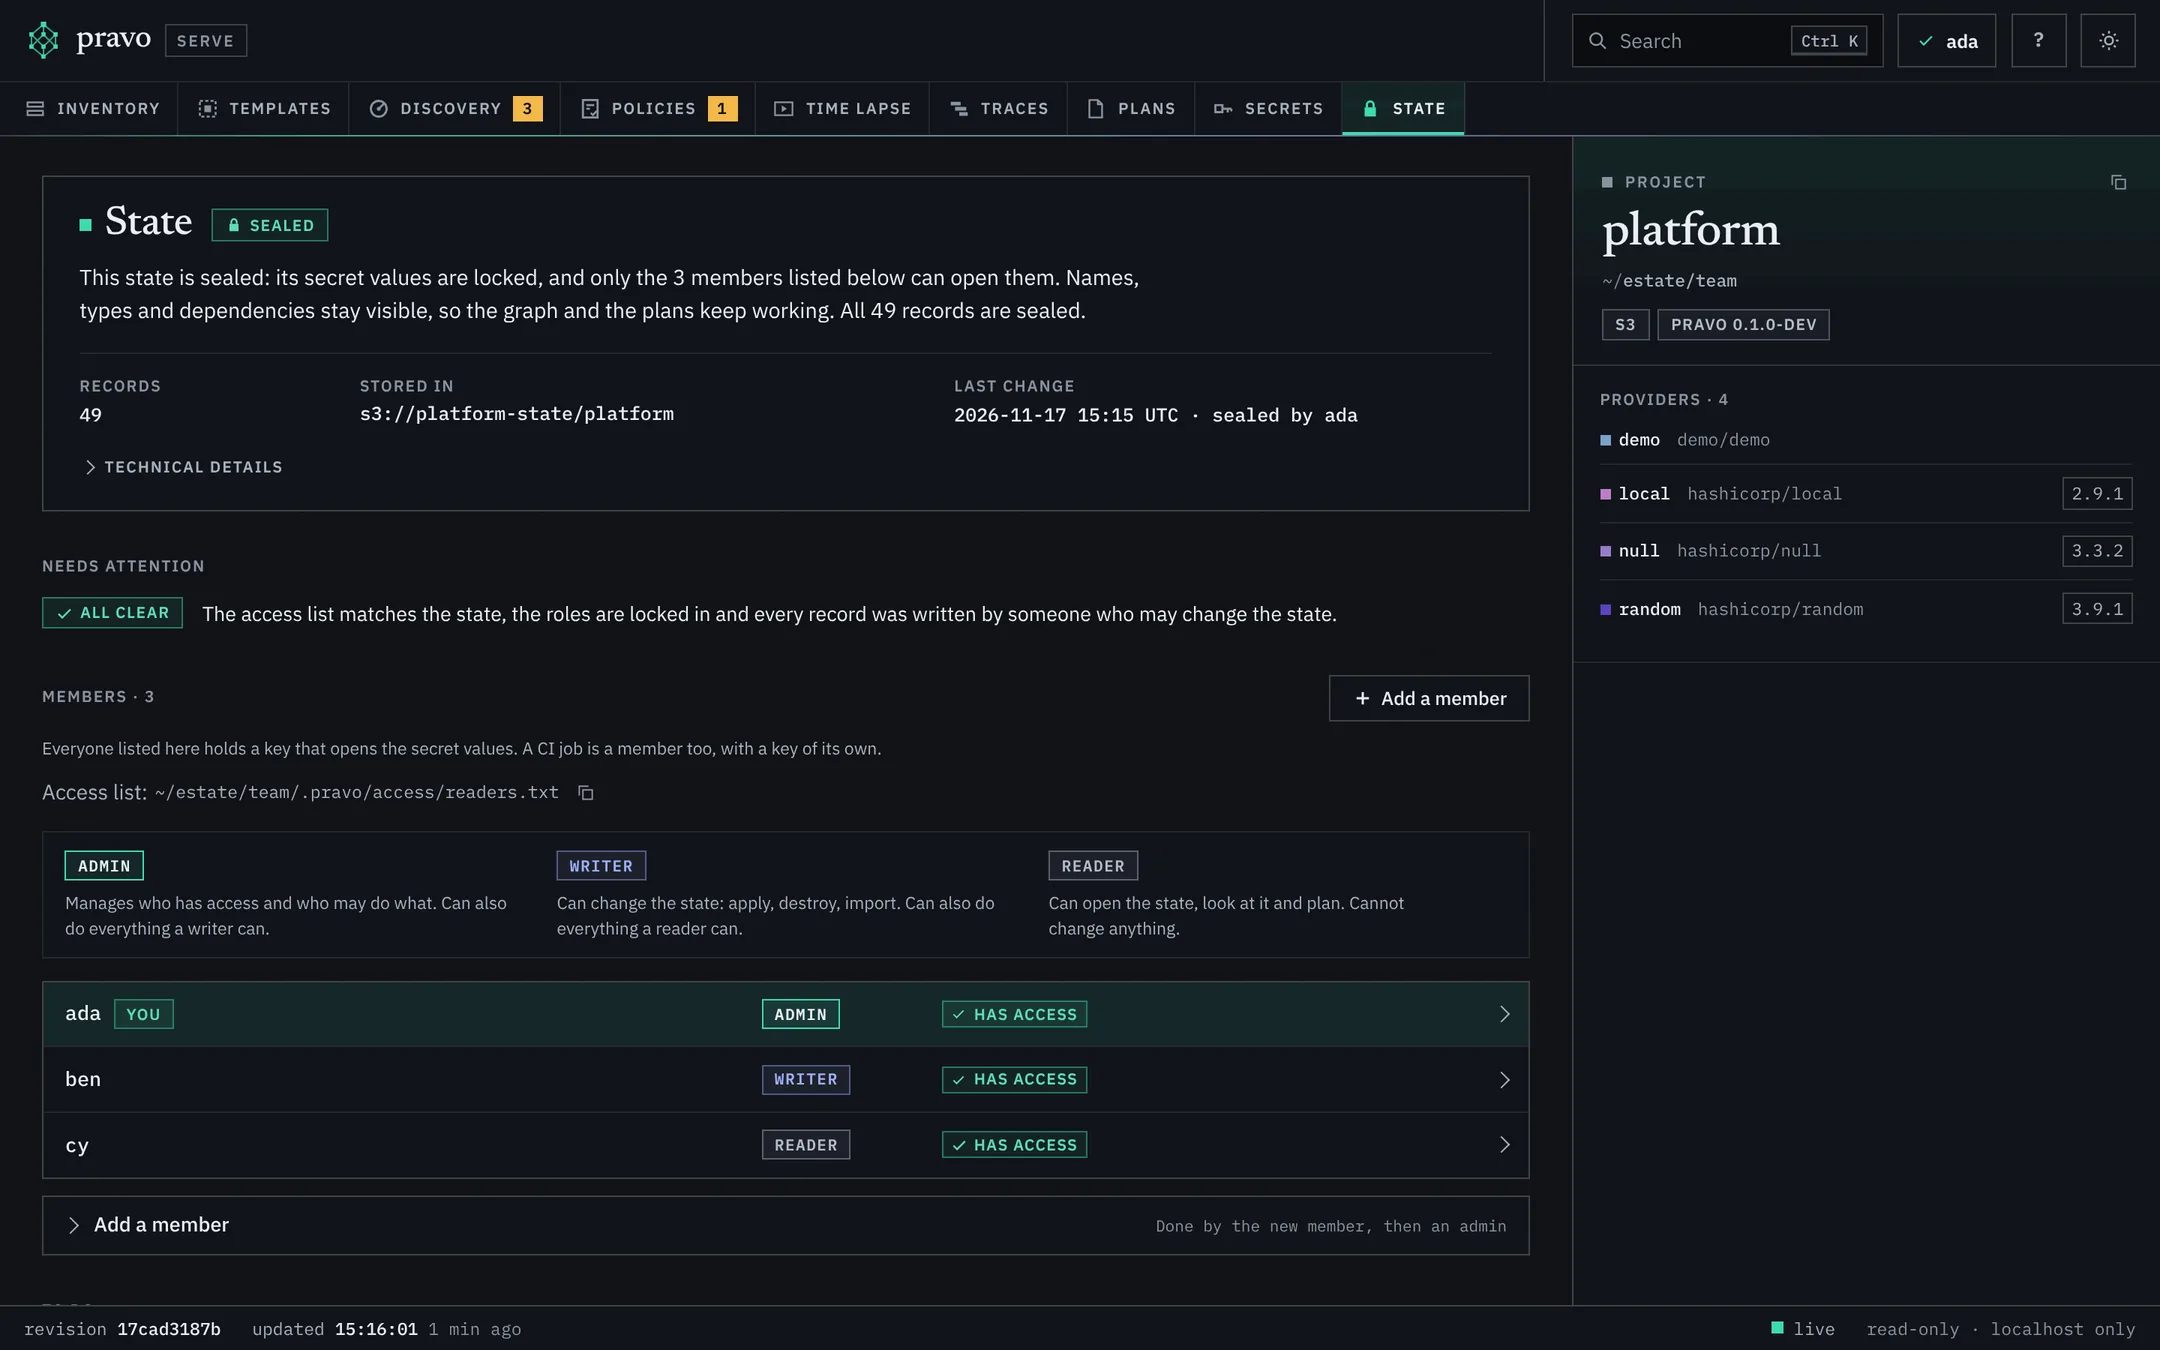 pravo SERVE
Search Ctrl K
ada
?
INVENTORY
TEMPLATES
DISCOVERY 3
POLICIES 1
TIME LAPSE
TRACES
PLANS
SECRETS
STATE
State SEALED
This state is sealed: its secret values are locked, and only the 3 members listed below can open them. Names,
types and dependencies stay visible, so the graph and the plans keep working. All 49 records are sealed.
RECORDS
49
STORED IN
s3://platform-state/platform
LAST CHANGE
2026-11-17 15:15 UTC · sealed by ada
TECHNICAL DETAILS
NEEDS ATTENTION
ALL CLEAR The access list matches the state, the roles are locked in and every record was written by someone who may change the state.
MEMBERS · 3
+ Add a member
Everyone listed here holds a key that opens the secret values. A CI job is a member too, with a key of its own.
Access list: ~/estate/team/.pravo/access/readers.txt
ADMIN
Manages who has access and who may do what. Can also
do everything a writer can.
WRITER
Can change the state: apply, destroy, import. Can also do
everything a reader can.
READER
Can open the state, look at it and plan. Cannot
change anything.
ada YOU ADMIN HAS ACCESS
ben WRITER HAS ACCESS
cy READER HAS ACCESS
Add a member Done by the new member, then an admin
PROJECT
platform
~/estate/team
S3 PRAVO 0.1.0-DEV
PROVIDERS · 4
demo demo/demo
local hashicorp/local 2.9.1
null hashicorp/null 3.3.2
random hashicorp/random 3.9.1
revision 17cad3187b updated 15:16:01 1 min ago
live read-only · localhost only